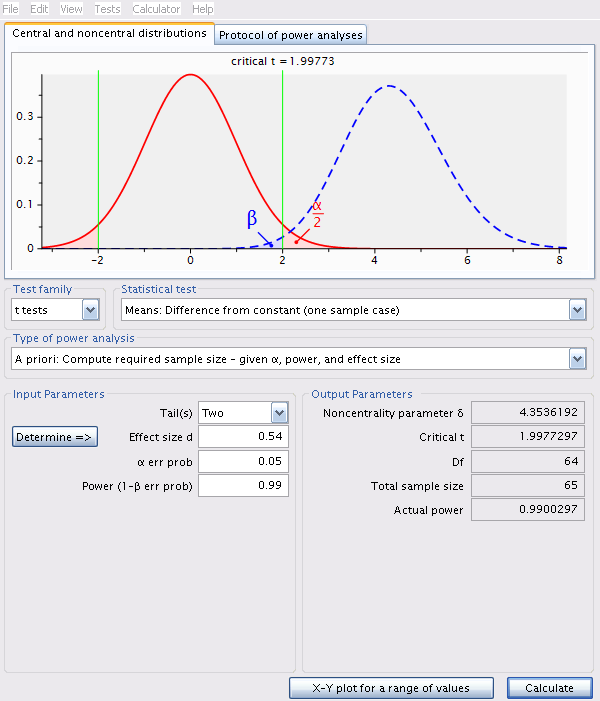 File Edit View Tests Calculator Help
Central and noncentral distributions Protocol of power analyses
critical t = 1.99773
0.3
0.2
0.1
0
β
α
2
-2 0 2 4 6 8
Test family Statistical test
t tests Means: Difference from constant (one sample case)
Type of power analysis
A priori: Compute required sample size – given α, power, and effect size
Input Parameters Output Parameters
Tail(s) Two Noncentrality parameter δ 4.3536192
Determine => Effect size d 0.54 Critical t 1.9977297
α err prob 0.05 Df 64
Power (1-β err prob) 0.99 Total sample size 65
Actual power 0.9900297
X-Y plot for a range of values Calculate